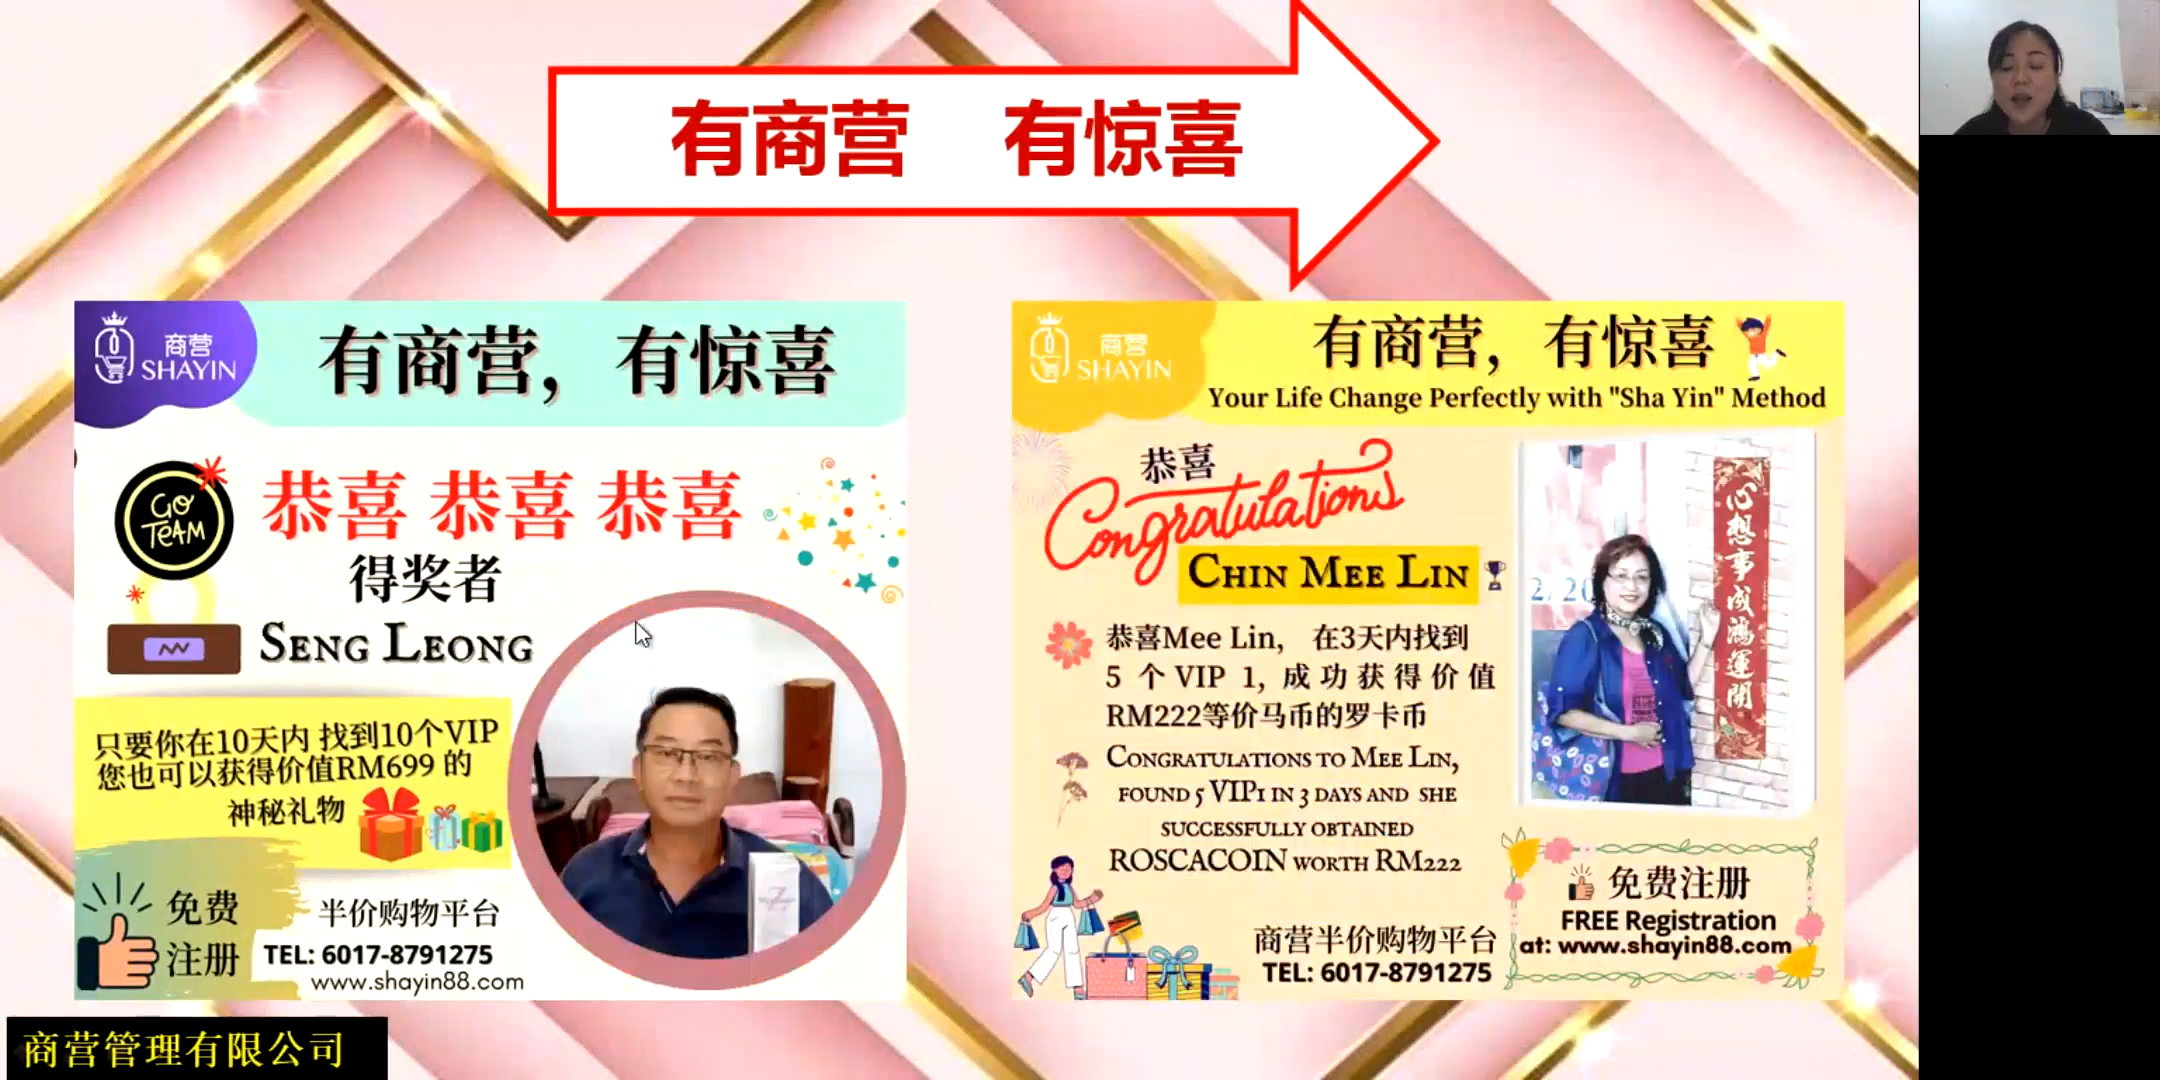 有商营 有惊喜
商营
SHAYIN
有商营，有惊喜
GO TEAM
恭喜 恭喜 恭喜
得奖者
SENG LEONG
只要你在10天内 找到10个VIP
您也可以获得价值RM699 的
神秘礼物
免费
注册
半价购物平台
TEL: 6017-8791275
www.shayin88.com
商营
SHAYIN
有商营，有惊喜
Your Life Change Perfectly with "Sha Yin" Method
恭喜
Congratulations
CHIN MEE LIN
恭喜Mee Lin, 在3天内找到
5 个 VIP 1, 成功获得价值
RM222等价马币的罗卡币
CONGRATULATIONS TO MEE LIN,
FOUND 5 VIP1 IN 3 DAYS AND SHE
SUCCESSFULLY OBTAINED
ROSCACOIN WORTH RM222
心想事成鴻運開
商营半价购物平台
TEL: 6017-8791275
免费注册
FREE Registration
at: www.shayin88.com
商营管理有限公司